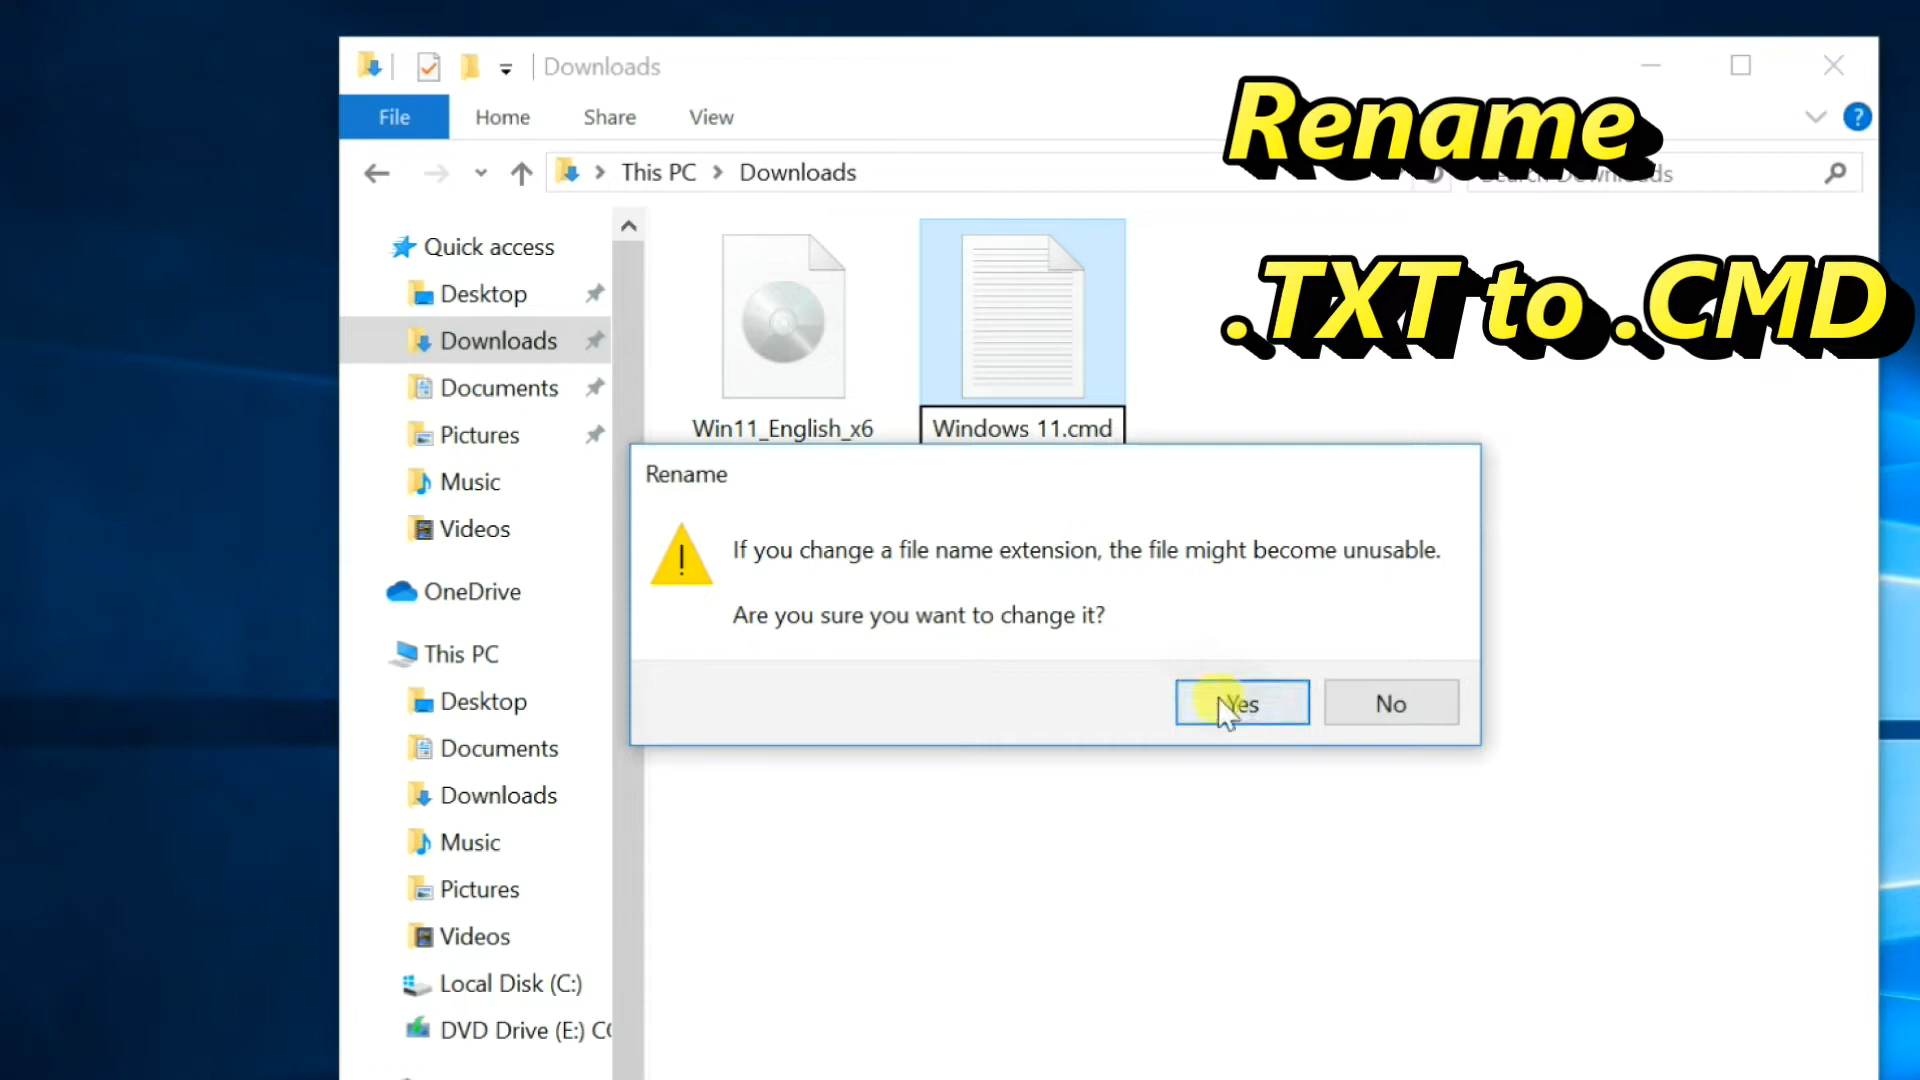 Downloads
File
Home
Share
View
?
Rename
This PC
Downloads
Search Downloads
.TXT to .CMD
Quick access
Desktop
Downloads
Documents
Pictures
Music
Videos
OneDrive
This PC
Desktop
Documents
Downloads
Music
Pictures
Videos
Local Disk (C:)
DVD Drive (E:) CC
Win11_English_x6
Windows 11.cmd
Rename
If you change a file name extension, the file might become unusable.
Are you sure you want to change it?
Yes
No